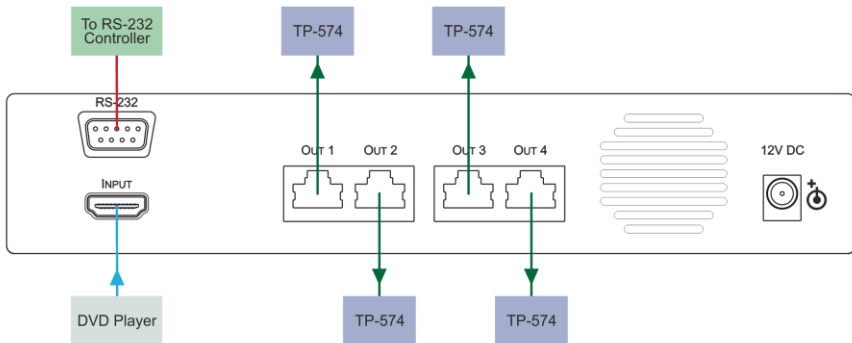 To RS-232
Controller
TP-574
TP-574
RS-232
OUT 1
OUT 2
OUT 3
OUT 4
12V DC
INPUT
DVD Player
TP-574
TP-574